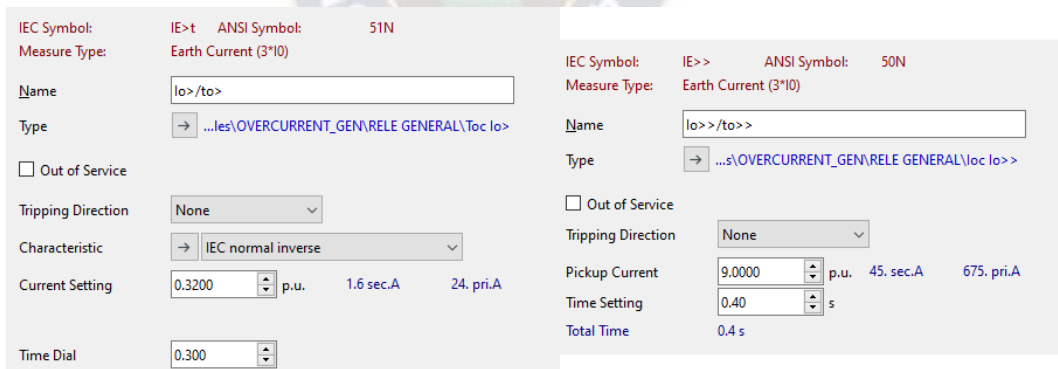 IEC Symbol: IE>t ANSI Symbol: 51N
Measure Type: Earth Current (3*I0)
Name Io>/to>
Type ...les\OVERCURRENT_GEN\RELE GENERAL\Toc Io>
Out of Service
Tripping Direction None
Characteristic IEC normal inverse
Current Setting 0.3200 p.u. 1.6 sec.A 24. pri.A
Time Dial 0.300
IEC Symbol: IE>> ANSI Symbol: 50N
Measure Type: Earth Current (3*I0)
Name Io>>/to>>
Type ...s\OVERCURRENT_GEN\RELE GENERAL\Ioc Io>>
Out of Service
Tripping Direction None
Pickup Current 9.0000 p.u. 45. sec.A 675. pri.A
Time Setting 0.40 s
Total Time 0.4 s